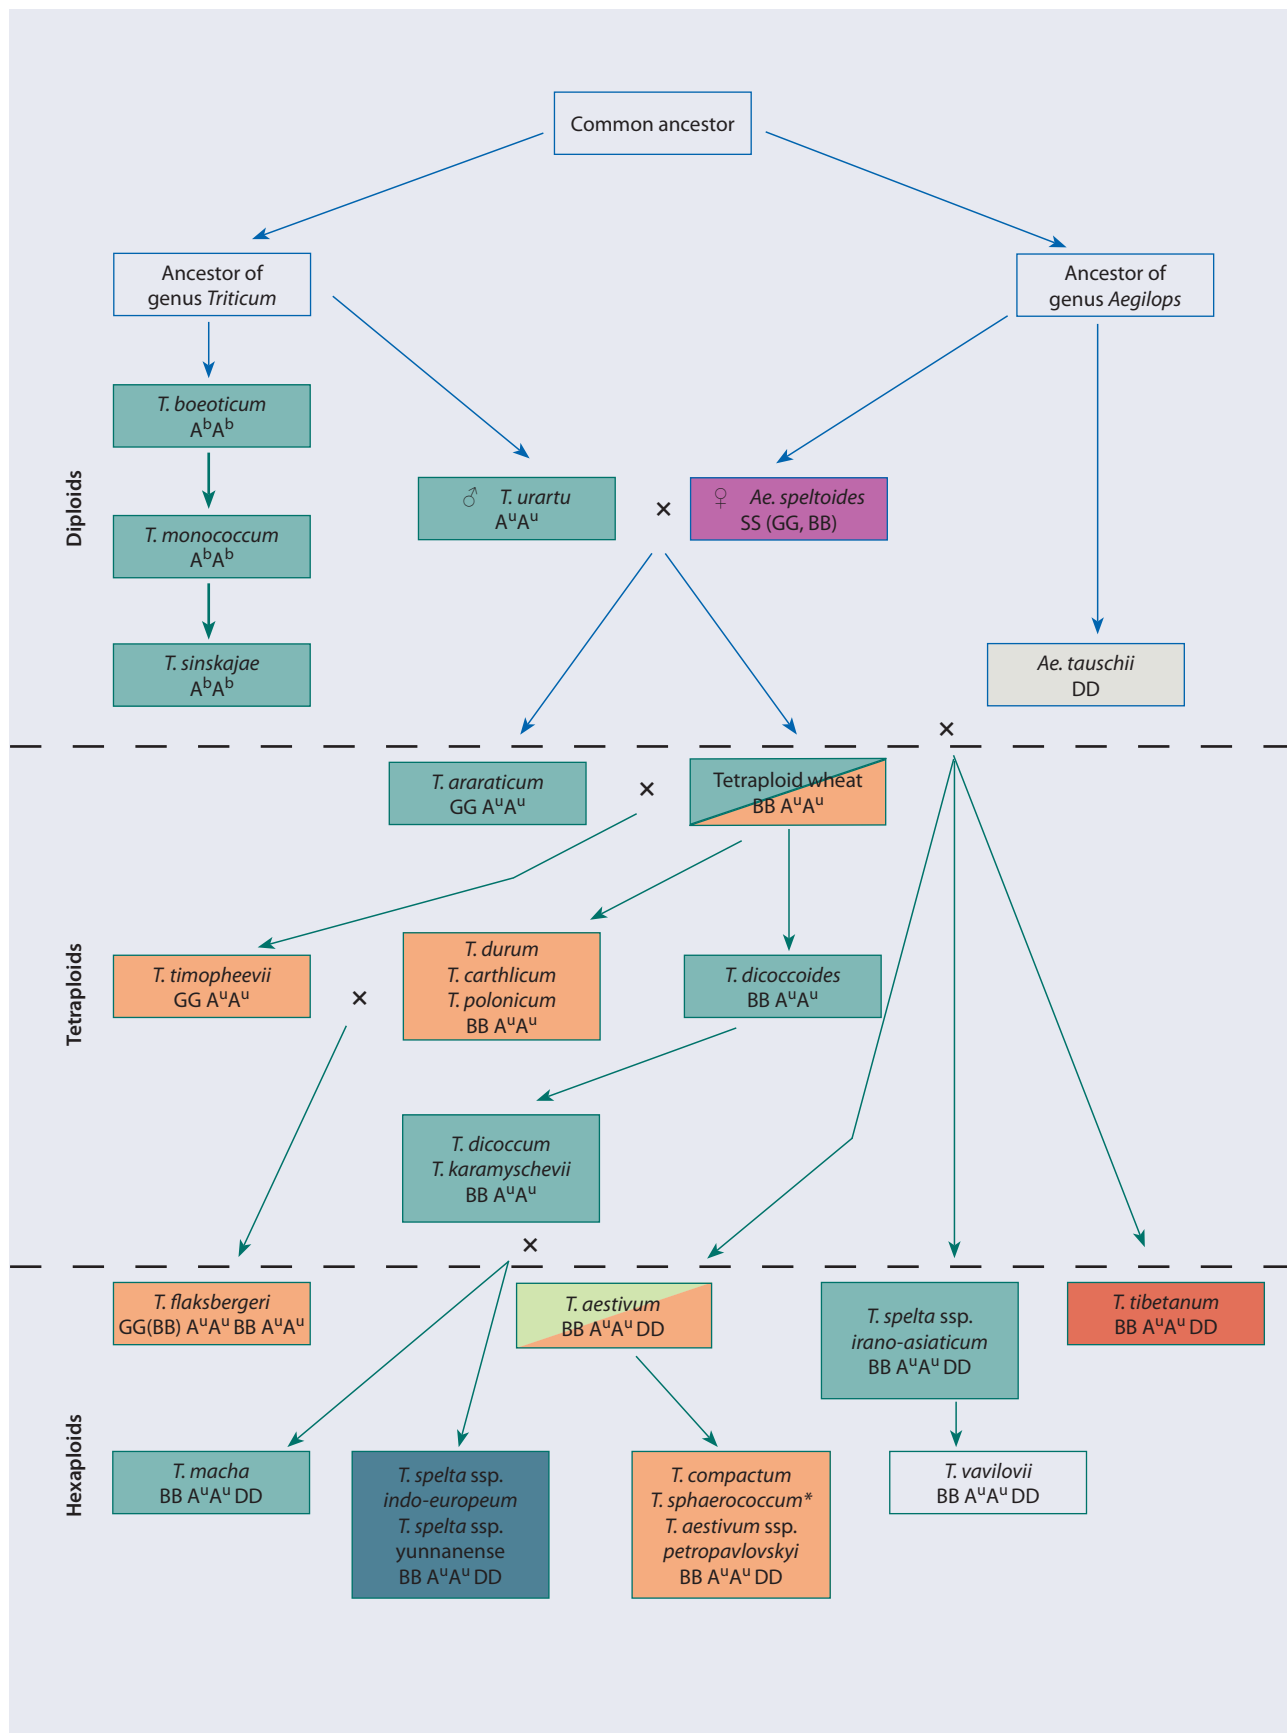 Common ancestor
Ancestor of
genus Triticum
Ancestor of
genus Aegilops
Diploids
T. boeoticum
AᵇAᵇ
♂ T. urartu
AᵘAᵘ
×
♀ Ae. speltoides
SS (GG, BB)
T. monococcum
AᵇAᵇ
T. sinskajae
AᵇAᵇ
Ae. tauschii
DD
×
Tetraploids
T. araraticum
GG AᵘAᵘ
×
Tetraploid wheat
BB AᵘAᵘ
T. timopheevii
GG AᵘAᵘ
×
T. durum
T. carthlicum
T. polonicum
BB AᵘAᵘ
T. dicoccoides
BB AᵘAᵘ
T. dicoccum
T. karamyschevii
BB AᵘAᵘ
×
Hexaploids
T. flaksbergeri
GG(BB) AᵘAᵘ BB AᵘAᵘ
T. aestivum
BB AᵘAᵘ DD
T. spelta ssp.
irano-asiaticum
BB AᵘAᵘ DD
T. tibetanum
BB AᵘAᵘ DD
T. macha
BB AᵘAᵘ DD
T. spelta ssp.
indo-europeum
T. spelta ssp.
yunnanense
BB AᵘAᵘ DD
T. compactum
T. sphaerococcum*
T. aestivum ssp.
petropavlovskyi
BB AᵘAᵘ DD
T. vavilovii
BB AᵘAᵘ DD